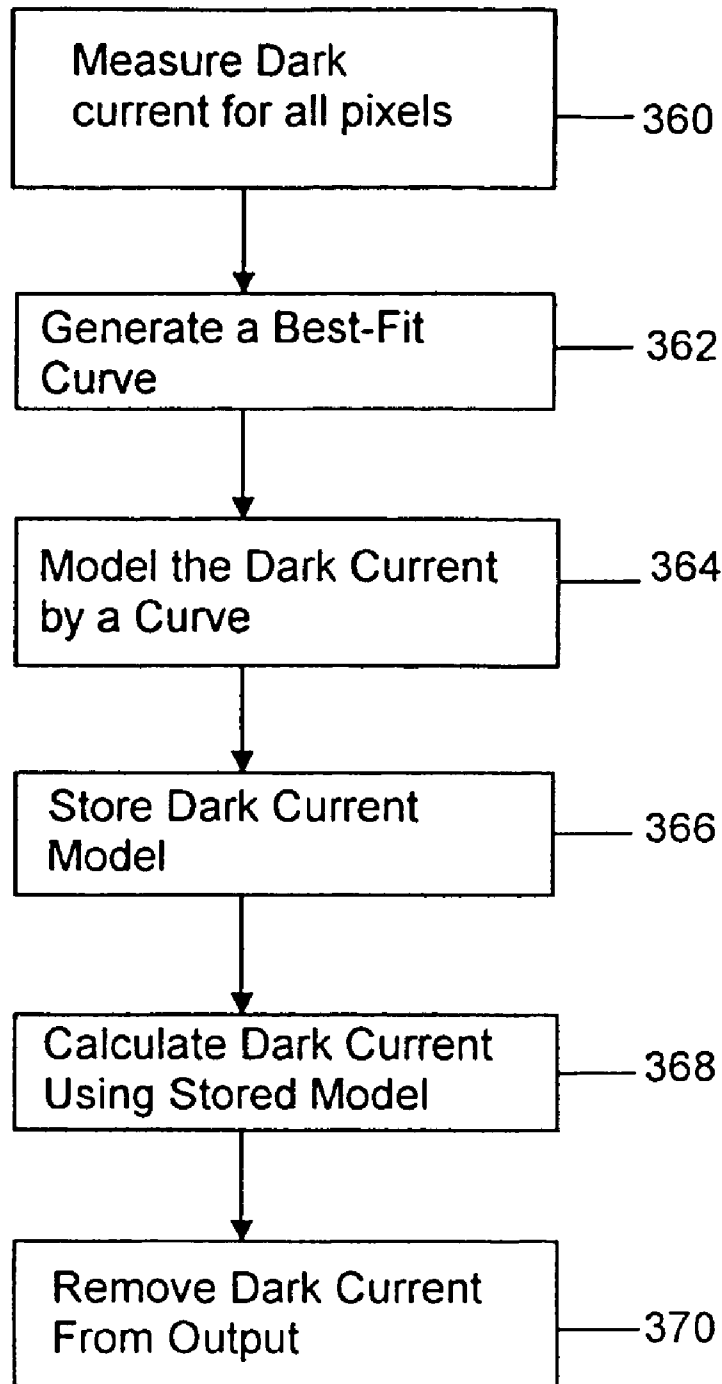 Measure Dark
current for all pixels
360
Generate a Best-Fit
Curve
362
Model the Dark Current
by a Curve
364
Store Dark Current
Model
366
Calculate Dark Current
Using Stored Model
368
Remove Dark Current
From Output
370